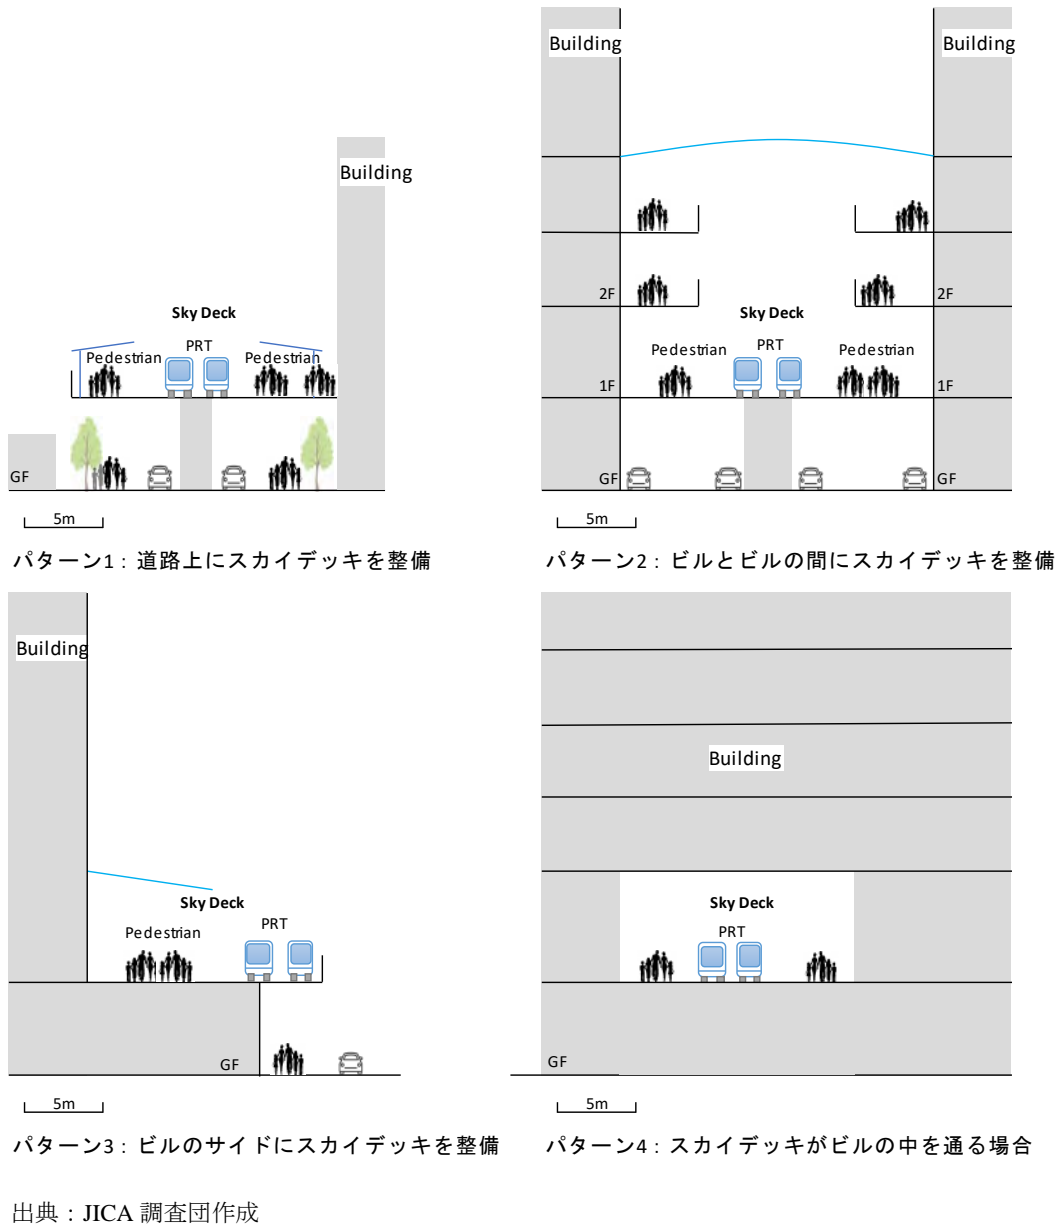 Building
Sky Deck
PRT
Pedestrian
Pedestrian
GF
5m
パターン1：道路上にスカイデッキを整備
Building
Building
2F
2F
Sky Deck
PRT
Pedestrian
Pedestrian
1F
1F
GF
GF
5m
パターン2：ビルとビルの間にスカイデッキを整備
Building
Sky Deck
PRT
Pedestrian
GF
5m
パターン3：ビルのサイドにスカイデッキを整備
Building
Sky Deck
PRT
GF
5m
パターン4：スカイデッキがビルの中を通る場合
出典：JICA 調査団作成